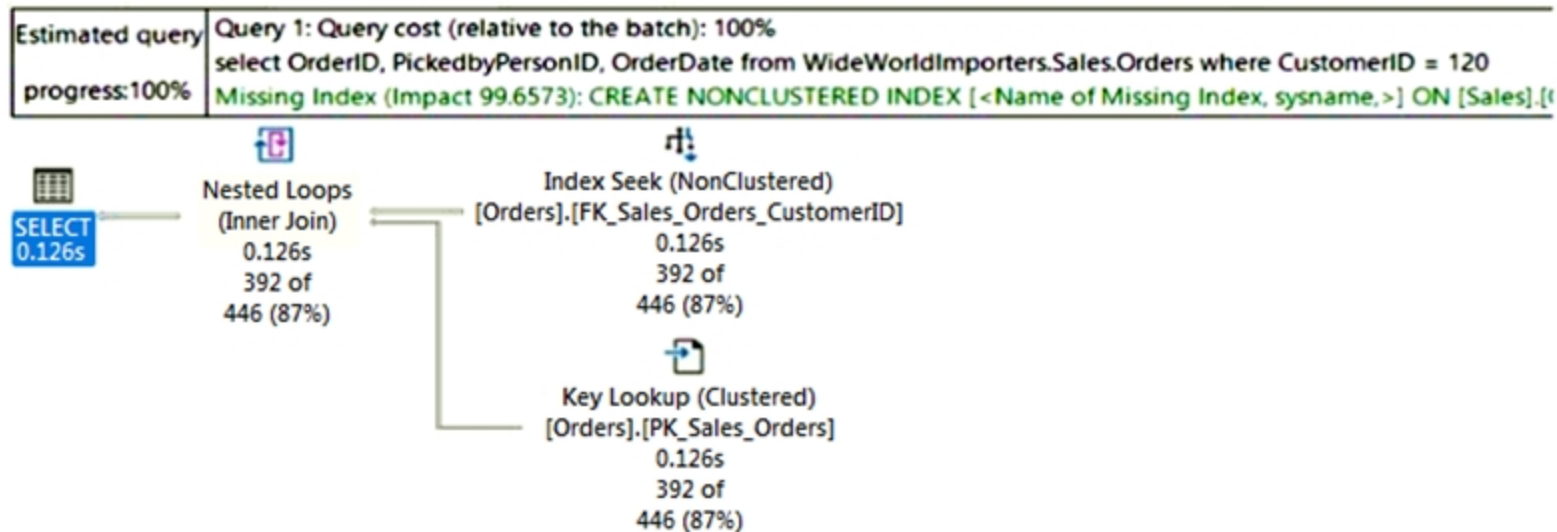 Estimated query
progress:100%
Query 1: Query cost (relative to the batch): 100%
select OrderID, PickedbyPersonID, OrderDate from WideWorldImporters.Sales.Orders where CustomerID = 120
Missing Index (Impact 99.6573): CREATE NONCLUSTERED INDEX [<Name of Missing Index, sysname,>] ON [Sales].[
SELECT
0.126s
Nested Loops
(Inner Join)
0.126s
392 of
446 (87%)
Index Seek (NonClustered)
[Orders].[FK_Sales_Orders_CustomerID]
0.126s
392 of
446 (87%)
Key Lookup (Clustered)
[Orders].[PK_Sales_Orders]
0.126s
392 of
446 (87%)